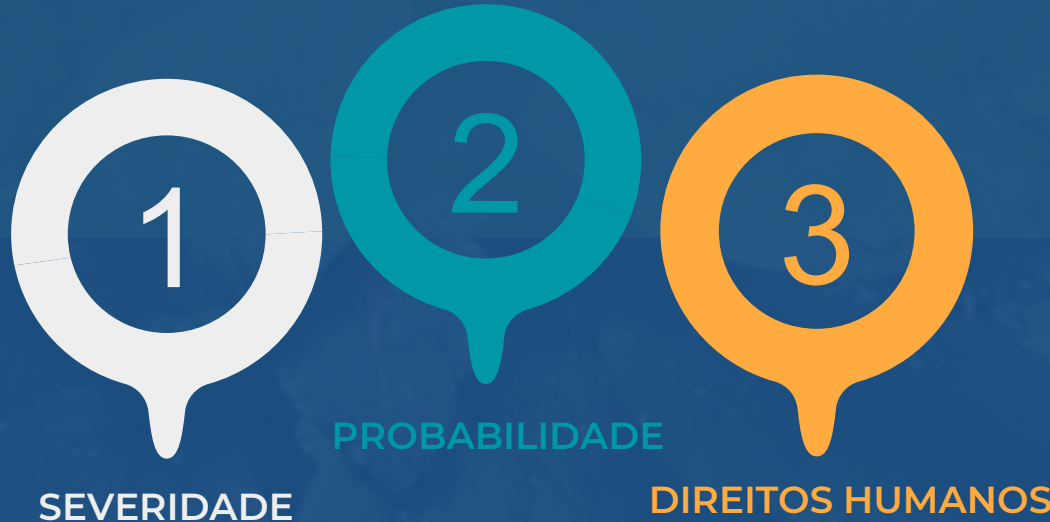 1
SEVERIDADE
2
PROBABILIDADE
3
DIREITOS HUMANOS